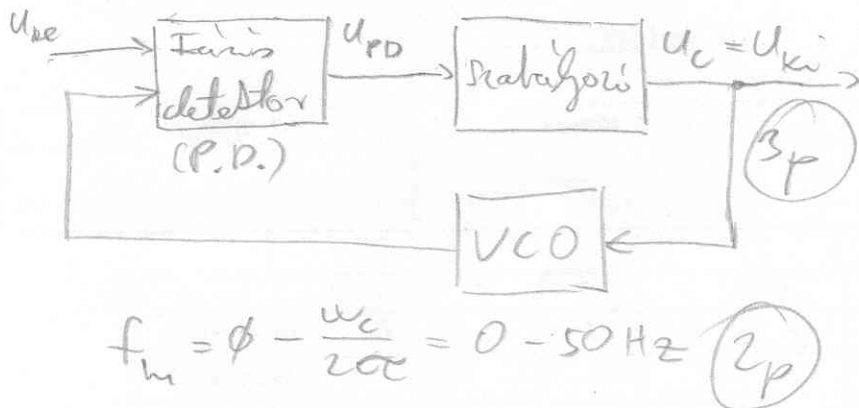 U_be
Fázis
detektor
(P.D.)
U_PD
Szabályozó
U_c = U_ki
3p
VCO
f_m = φ - ω_c/2π = 0 - 50 Hz
2p